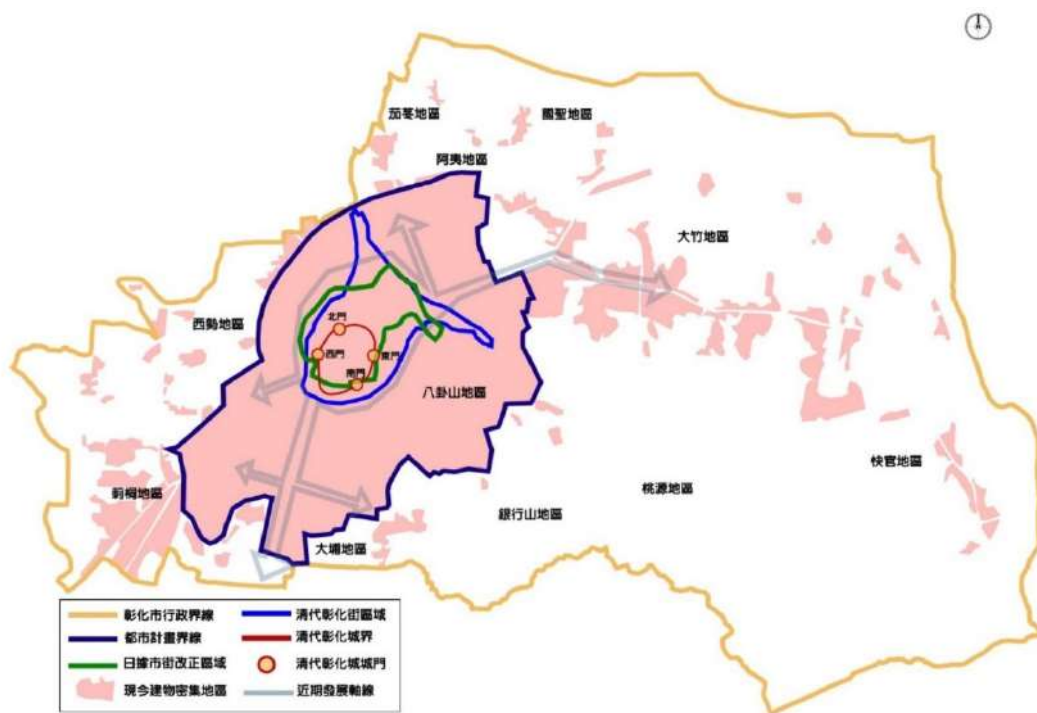 茄苳地區
國聖地區
阿夷地區
大竹地區
西勢地區
北門
西門
東門
南門
八卦山地區
快官地區
莿桐地區
桃源地區
銀行山地區
大埔地區
彰化市行政界線
清代彰化街區域
都市計畫界線
清代彰化城界
日據市街改正區域
清代彰化城城門
現今建物密集地區
近期發展軸線